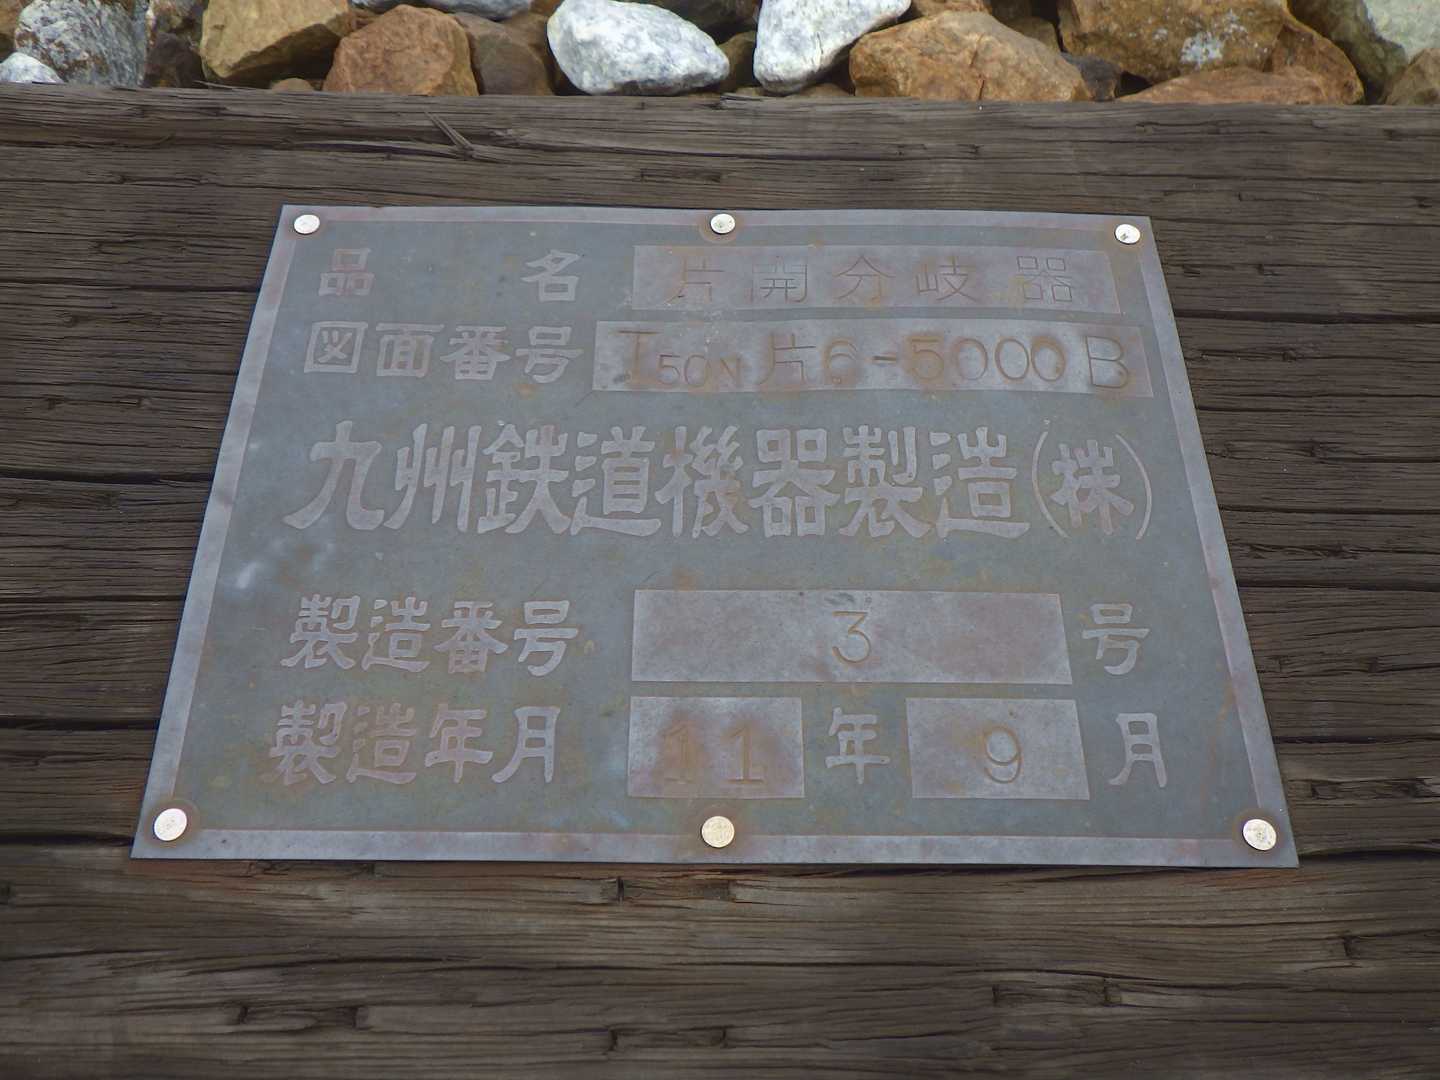 品名 片開分岐器
図面番号 T50N片6-5000B
九州鉄道機器製造(株)
製造番号 3 号
製造年月 11 年 9 月